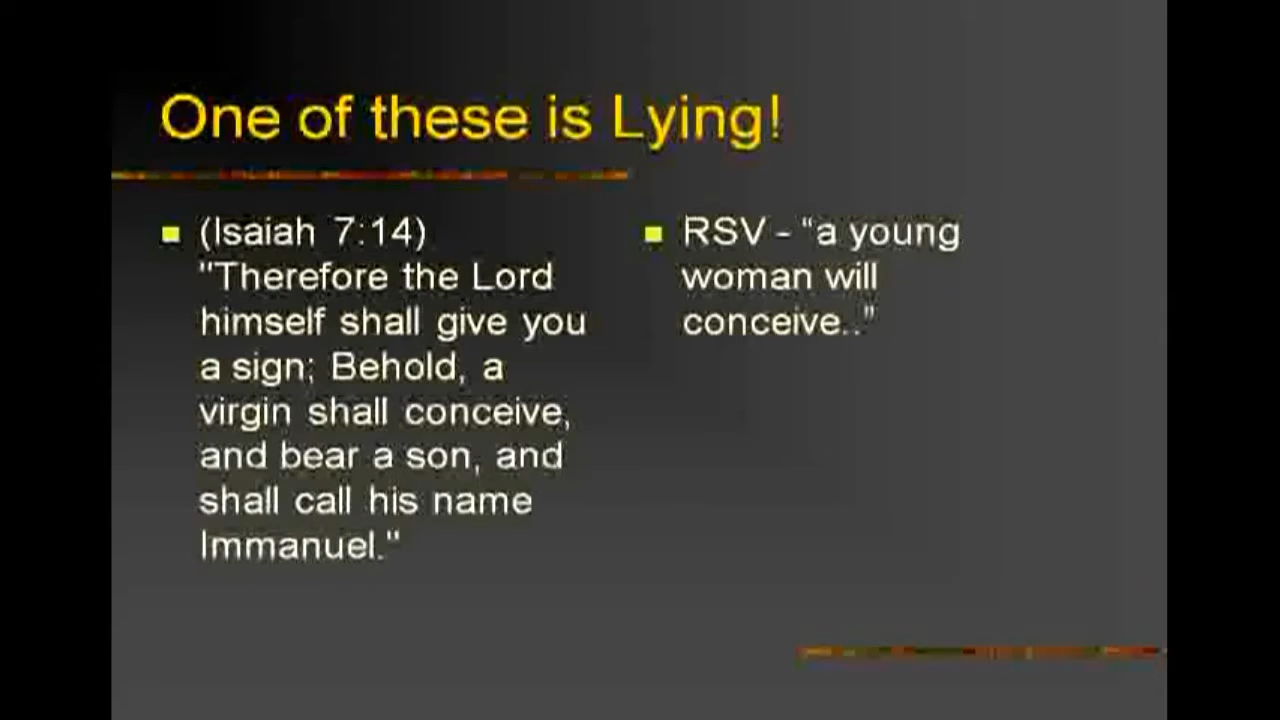 One of these is Lying!
(Isaiah 7:14)
"Therefore the Lord
himself shall give you
a sign; Behold, a
virgin shall conceive,
and bear a son, and
shall call his name
Immanuel."
RSV - “a young
woman will
conceive..”